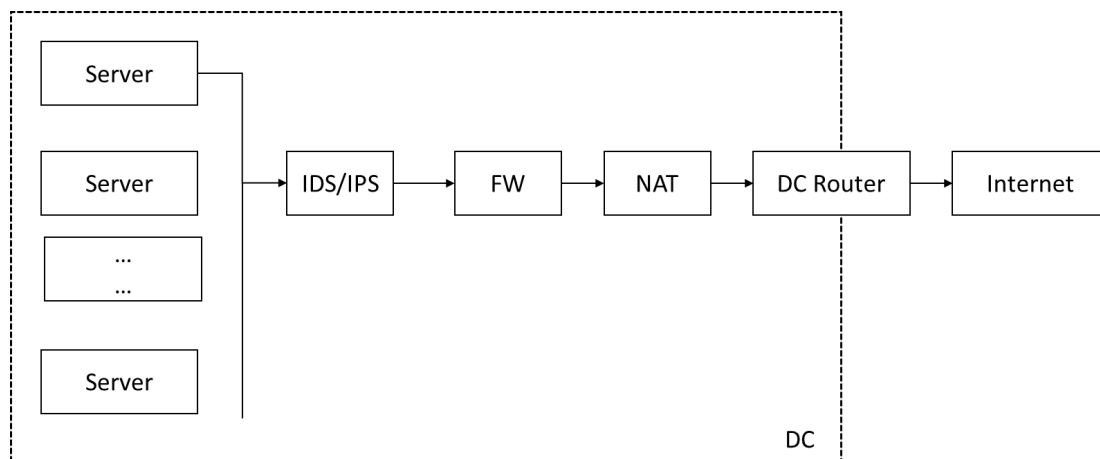 Server
Server
...
...
Server
IDS/IPS
FW
NAT
DC Router
Internet
DC